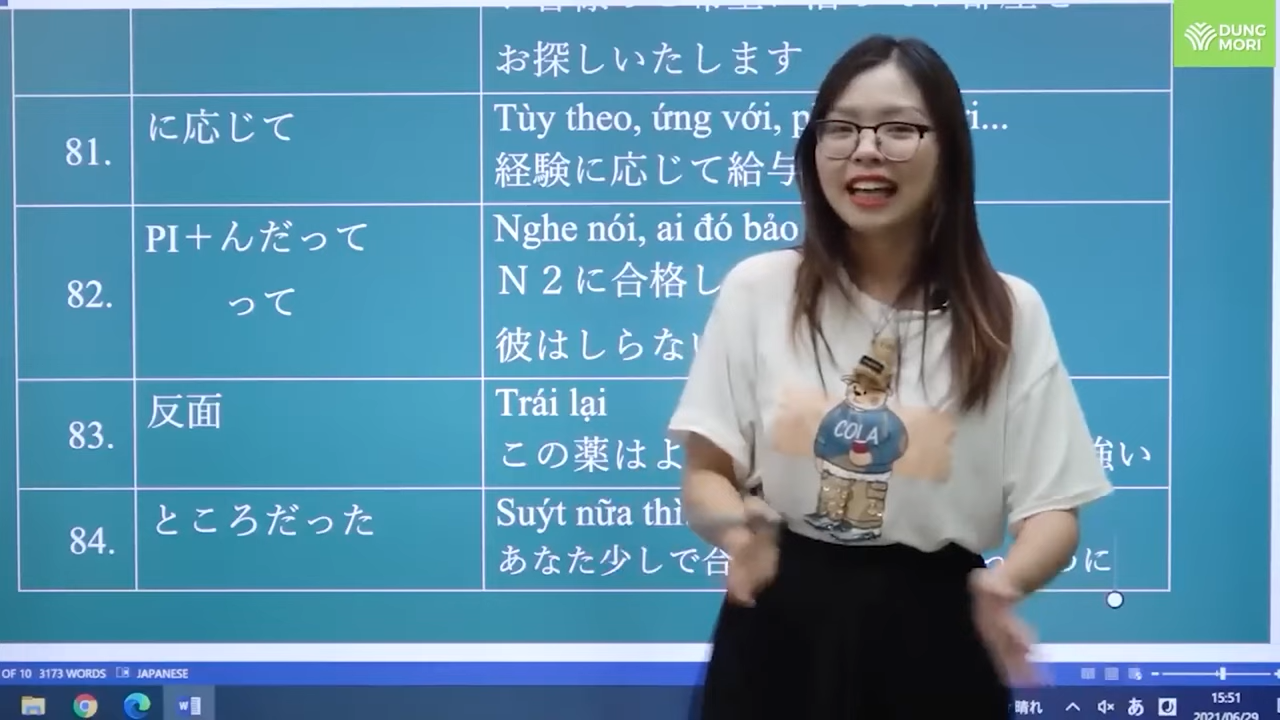 DUNG
MORI
お探しいたします
81.
に応じて
Tùy theo, ứng với,
経験に応じて給与
82.
PI+んだって
って
Nghe nói, ai đó bảo
N2に合格し
彼はしらない
83.
反面
Trái lại
この薬はよ
強い
84.
ところだった
Suýt nữa thì
あなた少しで合
に
COLA
OF 10 3173 WORDS JAPANESE
晴れ
あ
15:51
2021/06/29